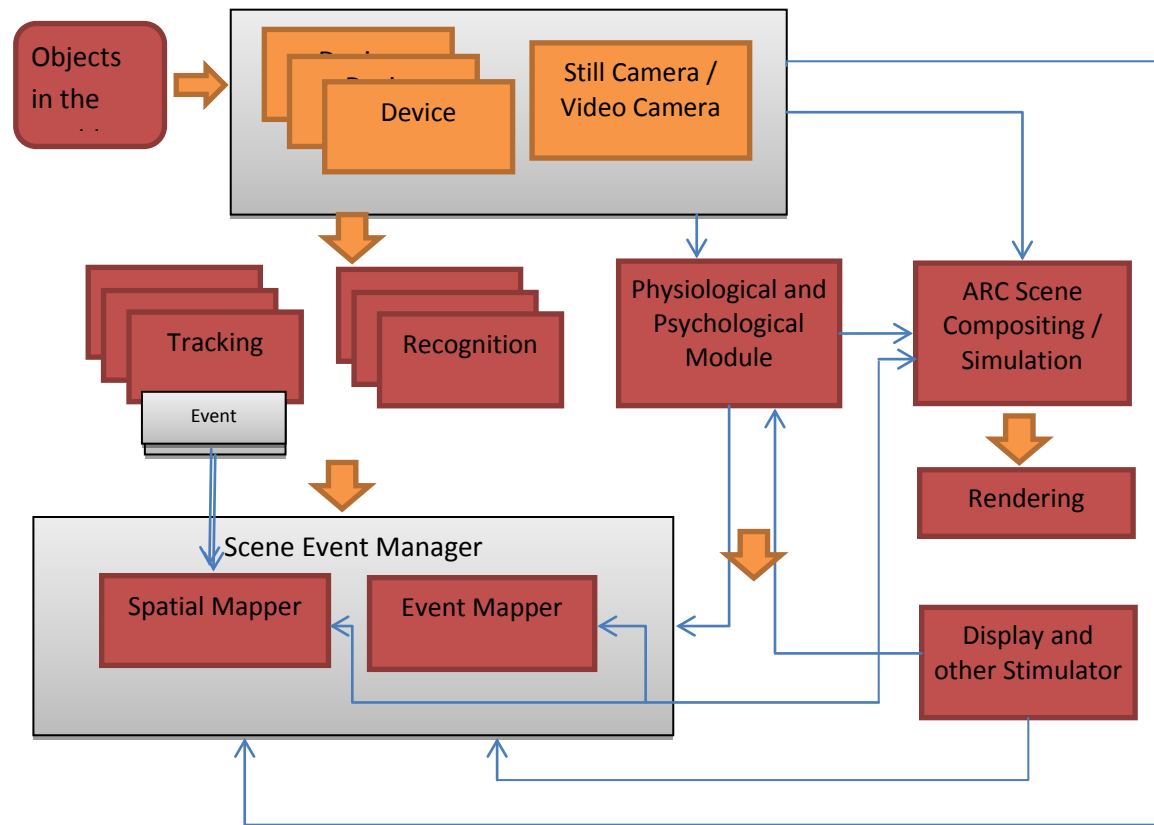 Objects
in the
Device
Still Camera /
Video Camera
Tracking
Event
Recognition
Physiological and
Psychological
Module
ARC Scene
Compositing /
Simulation
Rendering
Scene Event Manager
Spatial Mapper
Event Mapper
Display and
other Stimulator